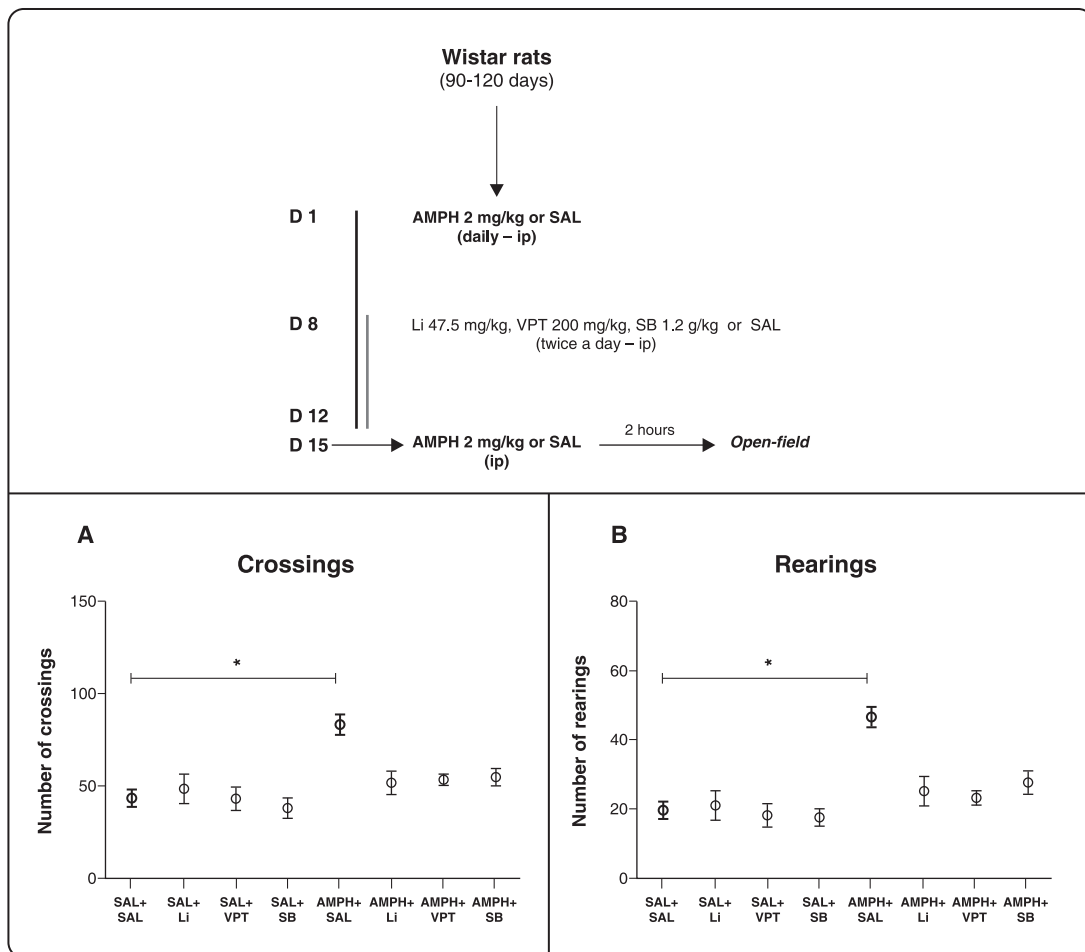 Wistar rats
(90-120 days)
D 1
AMPH 2 mg/kg or SAL
(daily – ip)
D 8
Li 47.5 mg/kg, VPT 200 mg/kg, SB 1.2 g/kg or SAL
(twice a day – ip)
D 12
D 15
AMPH 2 mg/kg or SAL
(ip)
2 hours
Open-field
A
Crossings
Number of crossings
150
100
50
0
*
SAL+
SAL
SAL+
Li
SAL+
VPT
SAL+
SB
AMPH+
SAL
AMPH+
Li
AMPH+
VPT
AMPH+
SB
B
Rearings
Number of rearings
80
60
40
20
0
*
SAL+
SAL
SAL+
Li
SAL+
VPT
SAL+
SB
AMPH+
SAL
AMPH+
Li
AMPH+
VPT
AMPH+
SB